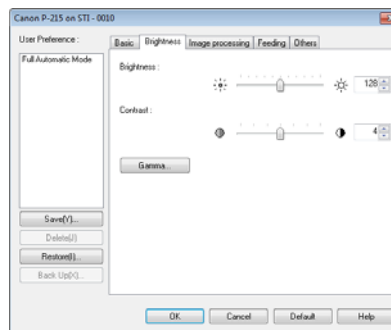 Canon P-215 on STI - 0010
User Preference :
Full Automatic Mode
Save(V)...
Delete(J)
Restore(I)...
Back Up(X)...
Basic Brightness Image processing Feeding Others
Brightness :
128
Contrast :
4
Gamma...
OK Cancel Default Help